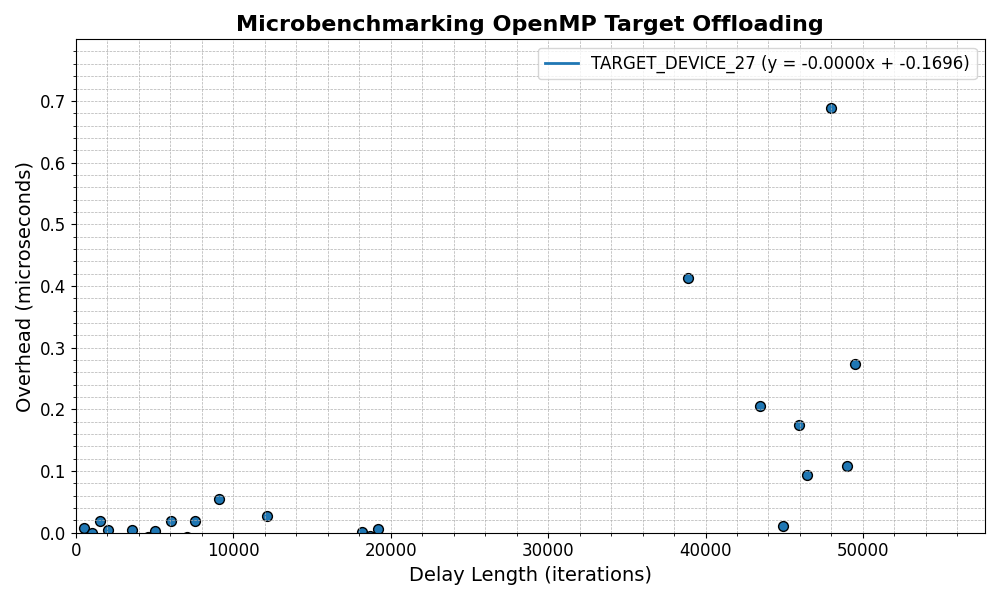 Microbenchmarking OpenMP Target Offloading
TARGET_DEVICE_27 (y = -0.0000x + -0.1696)
Overhead (microseconds)
0.7
0.6
0.5
0.4
0.3
0.2
0.1
0.0
0 10000 20000 30000 40000 50000
Delay Length (iterations)